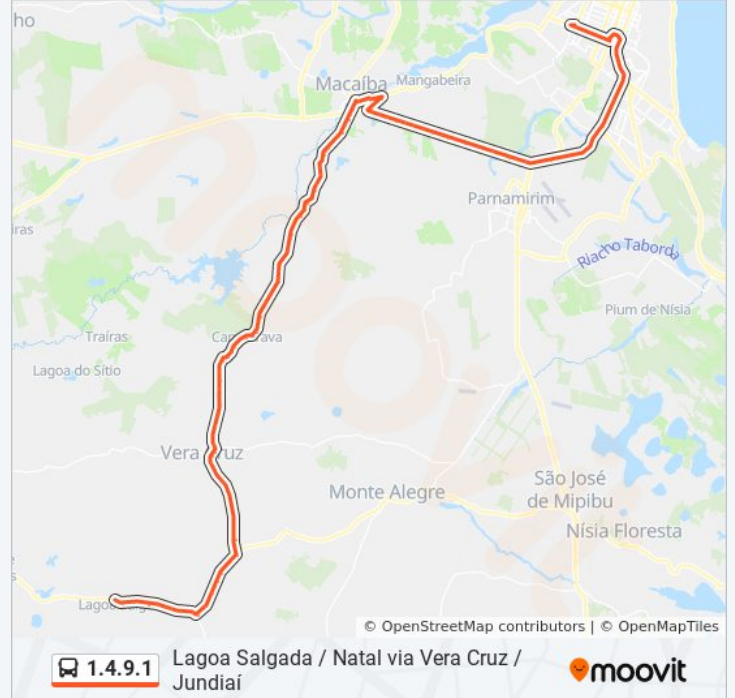 ho
Macaíba
Mangabeira
Parnamirim
iras
Riacho Taborda
Pium de Nísia
Traíras
Lagoa do Sítio
Vera Cruz
Monte Alegre
São José
de Mipibu
Nísia Floresta
© OpenStreetMap contributors | © OpenMapTiles
1.4.9.1
Lagoa Salgada / Natal via Vera Cruz /
Jundiaí
moovit